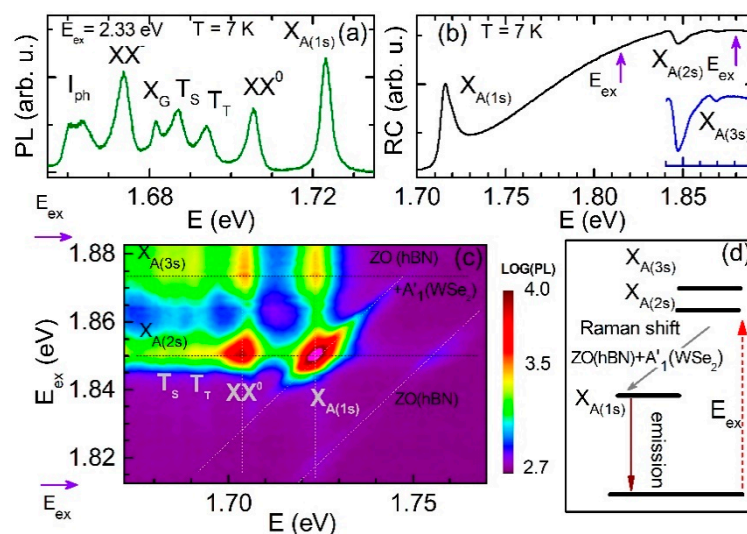 E_ex = 2.33 eV T = 7 K (a)
PL (arb. u.)
I_ph
XX⁻
X_G
T_S
T_T
XX⁰
X_A(1s)
1.68 1.70 1.72
E (eV)
(b) T = 7 K
RC (arb. u.)
X_A(1s)
E_ex
X_A(2s)
E_ex
X_A(3s)
1.70 1.75 1.80 1.85
E (eV)
E_ex
(c)
X_A(3s)
ZO (hBN)
+A'₁(WSe₂)
X_A(2s)
T_S T_T XX⁰
X_A(1s)
ZO(hBN)
1.88
1.86
1.84
1.82
E_ex (eV)
E_ex
1.70 1.75
E (eV)
LOG(PL)
4.0
3.5
2.7
(d)
X_A(3s)
X_A(2s)
Raman shift
ZO(hBN)+A'₁(WSe₂)
X_A(1s)
emission
E_ex